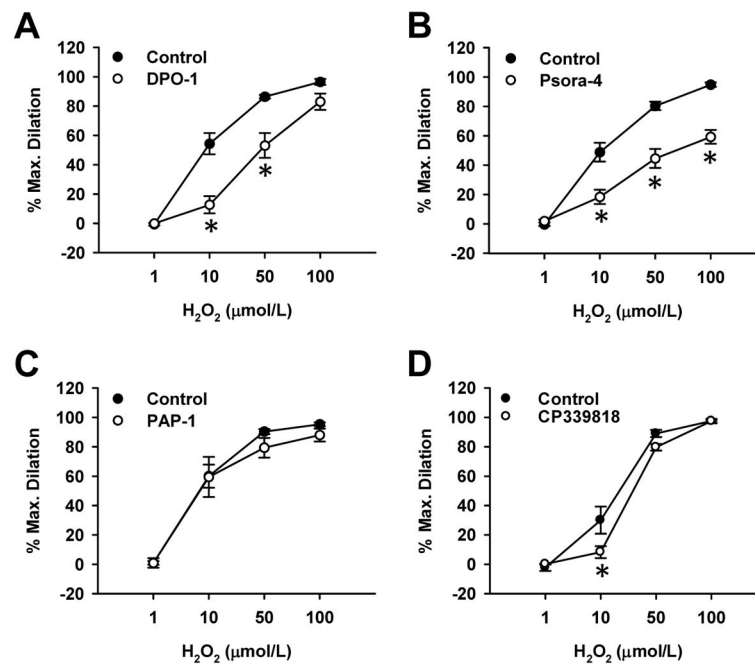 A
120
100
80
60
40
20
0
-20
% Max. Dilation
Control
DPO-1
*
*
1 10 50 100
H₂O₂ (μmol/L)
B
120
100
80
60
40
20
0
-20
% Max. Dilation
Control
Psora-4
*
*
*
1 10 50 100
H₂O₂ (μmol/L)
C
120
100
80
60
40
20
0
-20
% Max. Dilation
Control
PAP-1
1 10 50 100
H₂O₂ (μmol/L)
D
120
100
80
60
40
20
0
-20
% Max. Dilation
Control
CP339818
*
1 10 50 100
H₂O₂ (μmol/L)